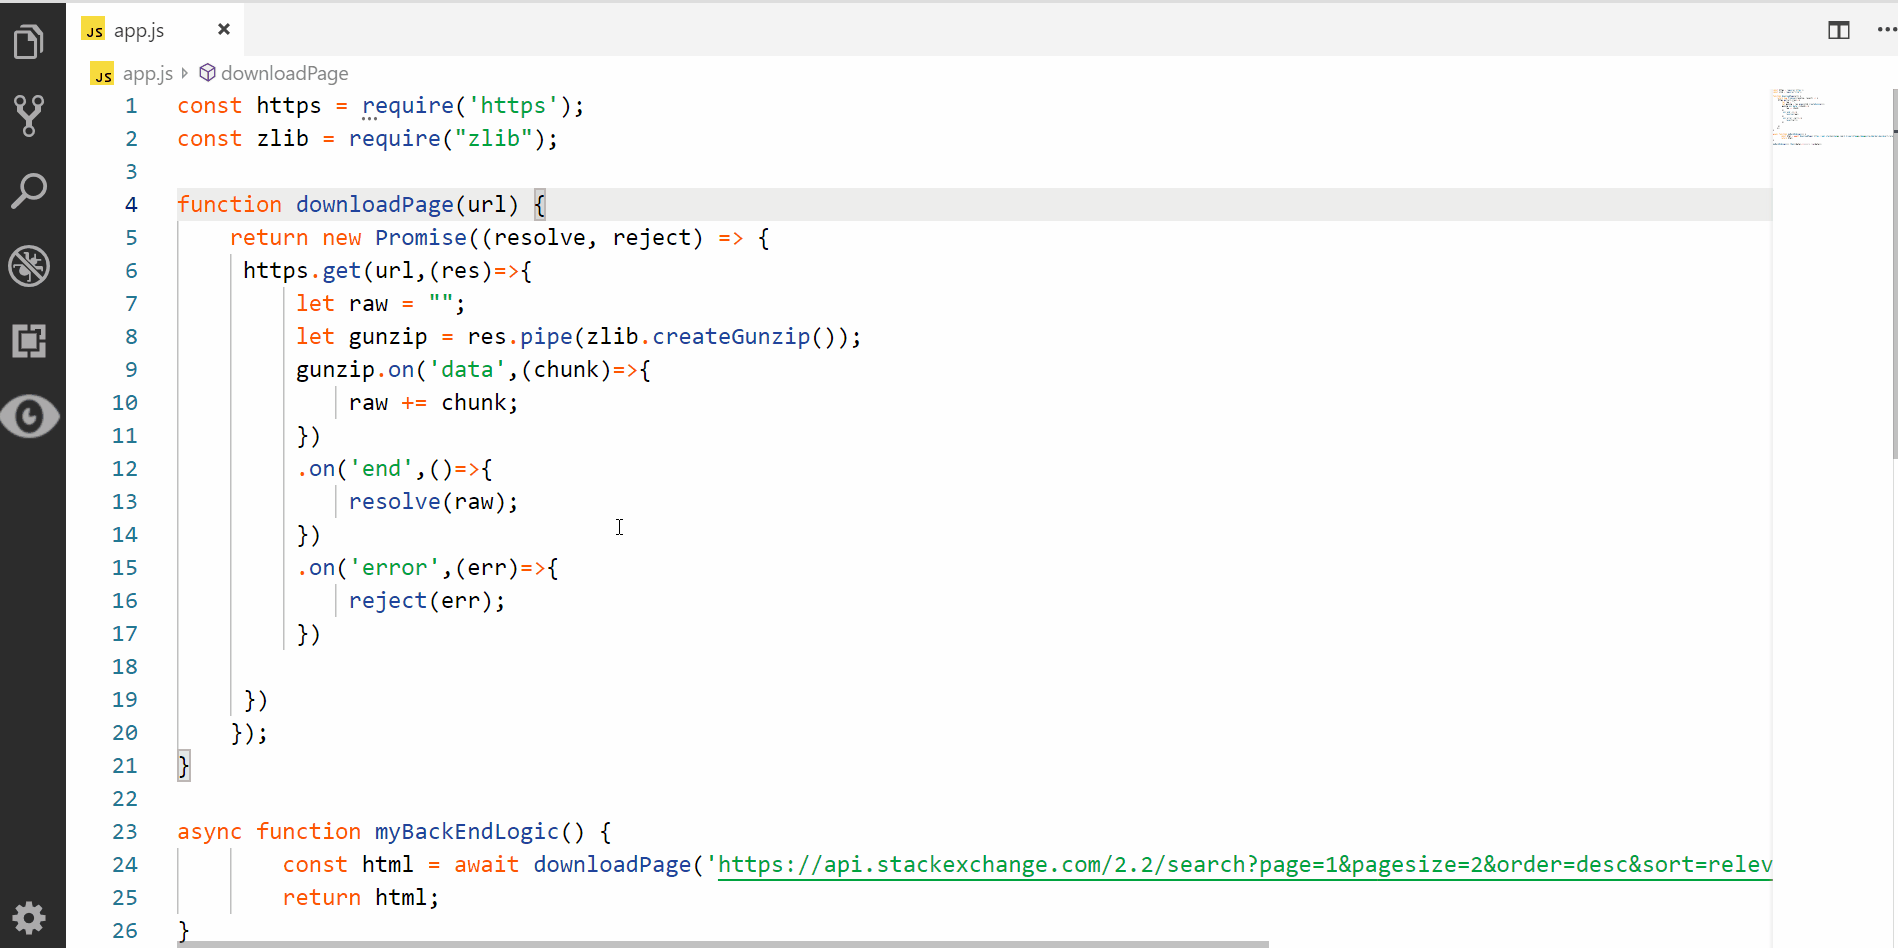 JS app.js ×
JS app.js downloadPage
1 const https = require('https');
2 const zlib = require("zlib");
3
4 function downloadPage(url) {
5 return new Promise((resolve, reject) => {
6 https.get(url,(res)=>{
7 let raw = "";
8 let gunzip = res.pipe(zlib.createGunzip());
9 gunzip.on('data',(chunk)=>{
10 raw += chunk;
11 })
12 .on('end',()=>{
13 resolve(raw);
14 })
15 .on('error',(err)=>{
16 reject(err);
17 })
18
19 })
20 });
21 }
22
23 async function myBackEndLogic() {
24 const html = await downloadPage('https://api.stackexchange.com/2.2/search?page=1&pagesize=2&order=desc&sort=relev
25 return html;
26 }